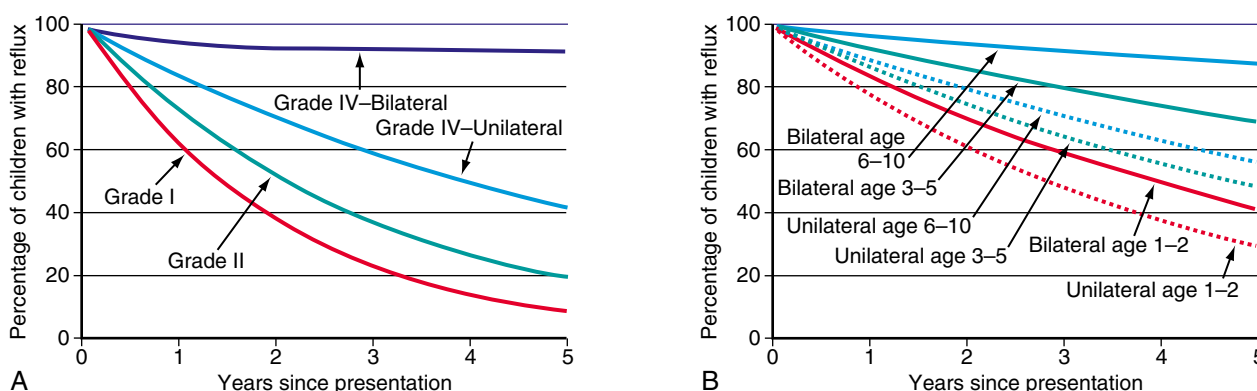 Percentage of children with reflux
100
80
60
40
20
0
Grade IV–Bilateral
Grade IV–Unilateral
Grade I
Grade II
0 1 2 3 4 5
Years since presentation
A
Percentage of children with reflux
100
80
60
40
20
0
Bilateral age
6–10
Bilateral age 3–5
Unilateral age 6–10
Unilateral age 3–5
Bilateral age 1–2
Unilateral age 1–2
0 1 2 3 4 5
Years since presentation
B